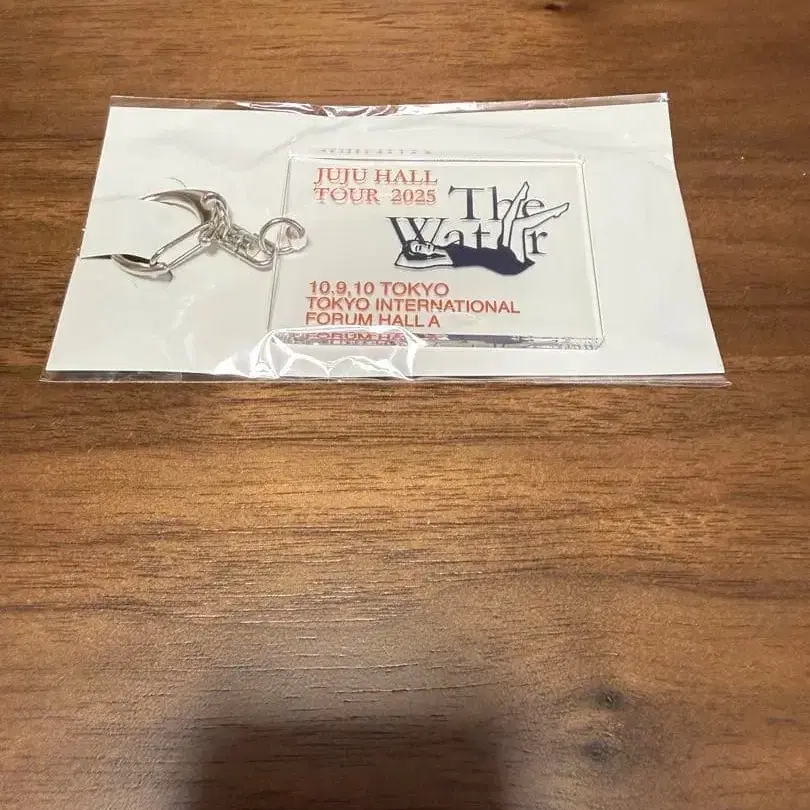 JUJU HALL
TOUR 2025
The
Water
10.9,10 TOKYO
TOKYO INTERNATIONAL
FORUM HALL A